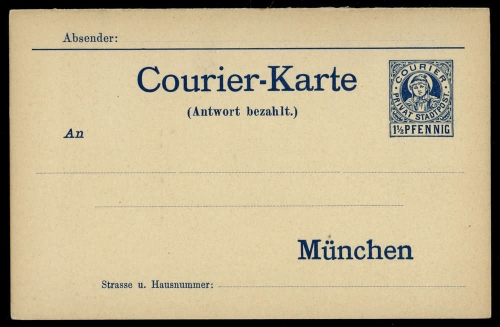 Absender:
Courier-Karte
(Antwort bezahlt.)
COURIER
PRIVAT STADTPOST.
1½ PFENNIG
An
München
Strasse u. Hausnummer: